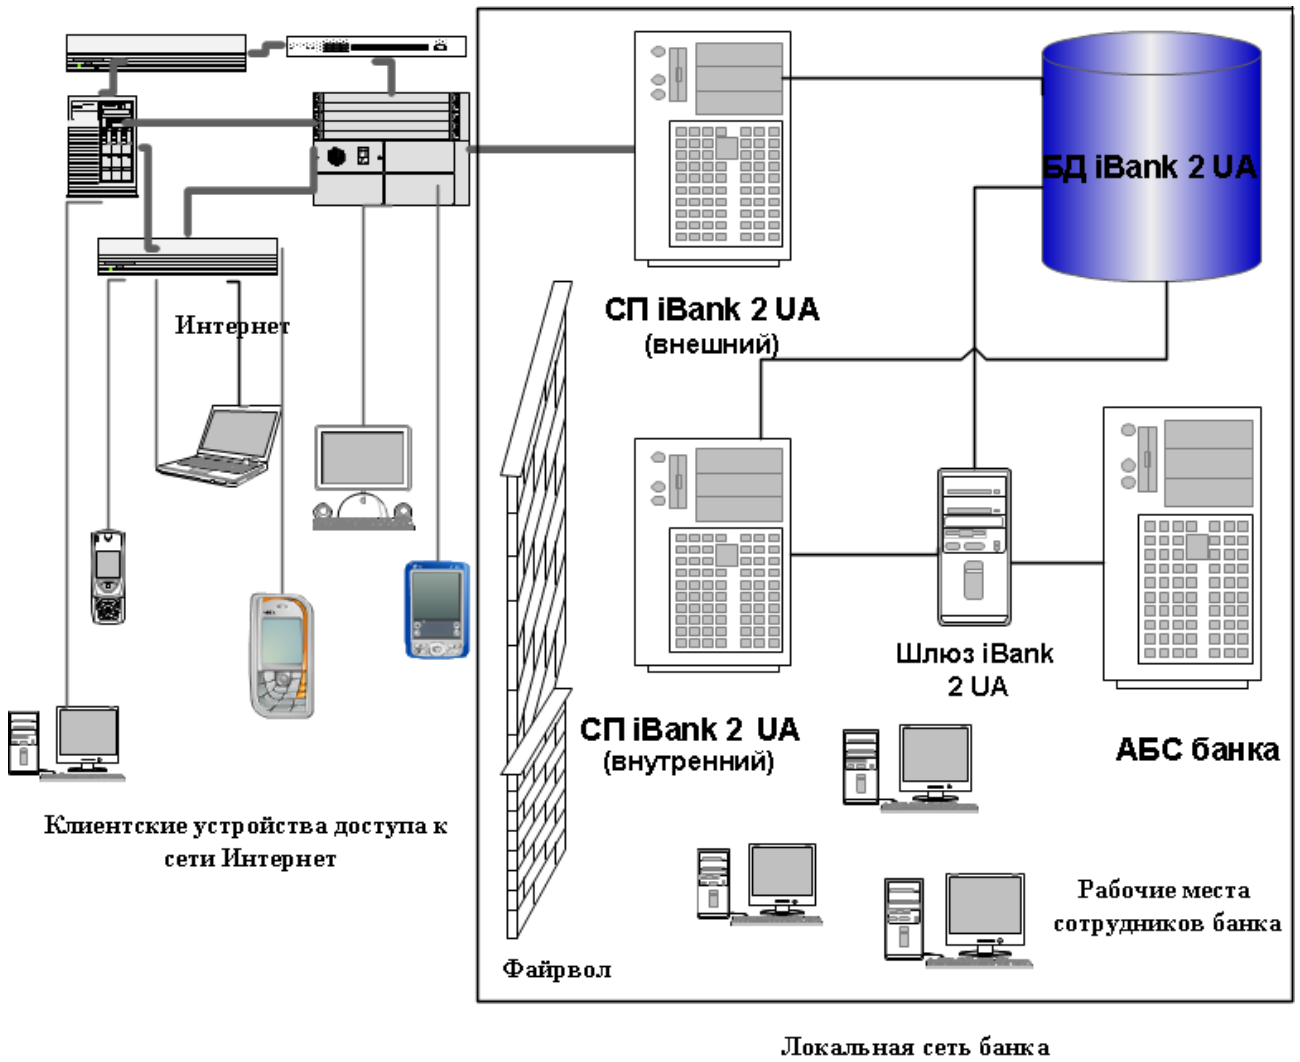 БД iBank 2 UA
СП iBank 2 UA
(внешний)
Интернет
Шлюз iBank
2 UA
СП iBank 2 UA
(внутренний)
АБС банка
Клиентские устройства доступа к
сети Интернет
Рабочие места
сотрудников банка
Файрвол
Локальная сеть банка